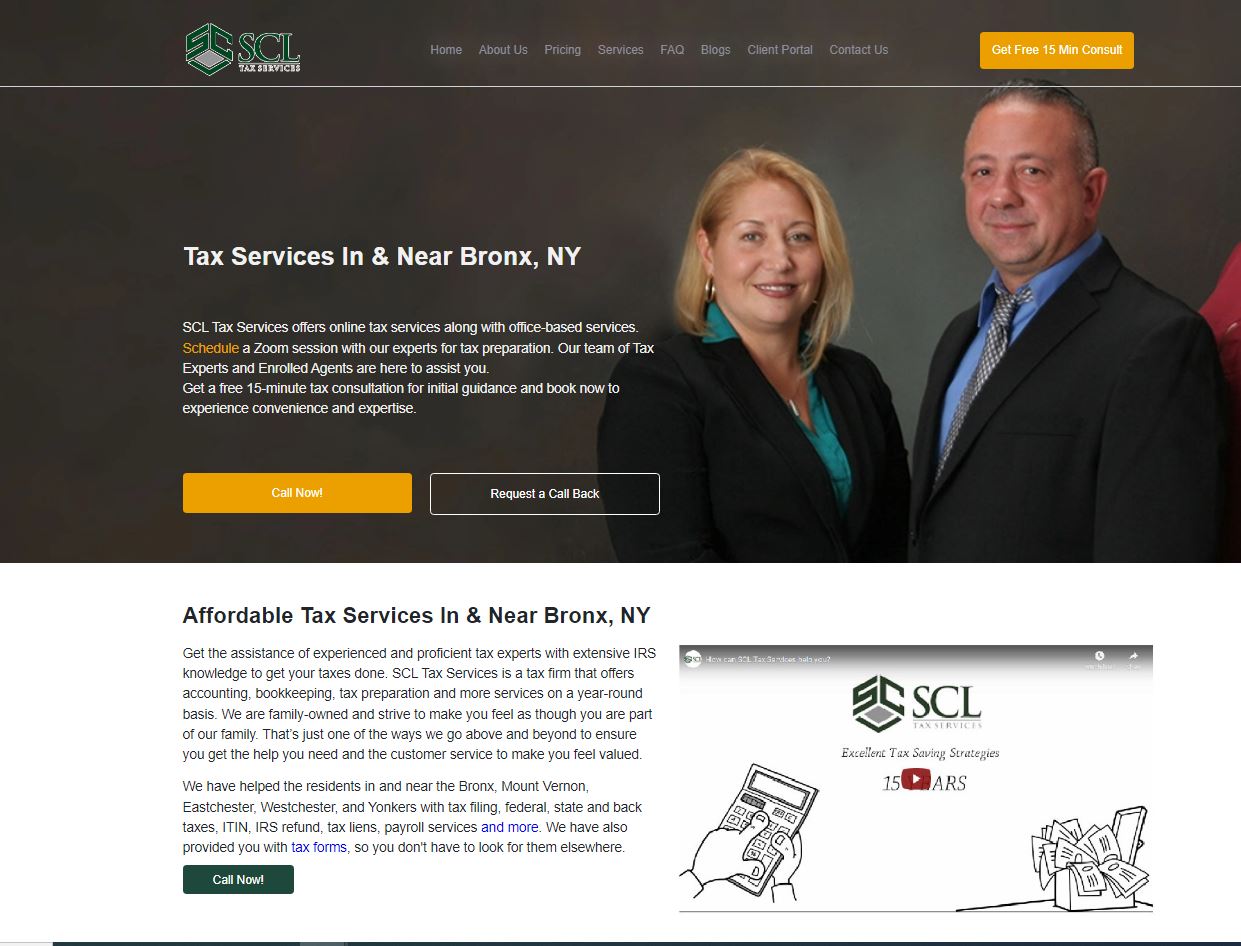 SCL
TAX SERVICES
Home About Us Pricing Services FAQ Blogs Client Portal Contact Us
Get Free 15 Min Consult
Tax Services In & Near Bronx, NY
SCL Tax Services offers online tax services along with office-based services.
Schedule a Zoom session with our experts for tax preparation. Our team of Tax
Experts and Enrolled Agents are here to assist you.
Get a free 15-minute tax consultation for initial guidance and book now to
experience convenience and expertise.
Call Now!
Request a Call Back
Affordable Tax Services In & Near Bronx, NY
Get the assistance of experienced and proficient tax experts with extensive IRS
knowledge to get your taxes done. SCL Tax Services is a tax firm that offers
accounting, bookkeeping, tax preparation and more services on a year-round
basis. We are family-owned and strive to make you feel as though you are part
of our family. That’s just one of the ways we go above and beyond to ensure
you get the help you need and the customer service to make you feel valued.
We have helped the residents in and near the Bronx, Mount Vernon,
Eastchester, Westchester, and Yonkers with tax filing, federal, state and back
taxes, ITIN, IRS refund, tax liens, payroll services and more. We have also
provided you with tax forms, so you don't have to look for them elsewhere.
Call Now!
How can SCL Tax Services help you?
SCL
TAX SERVICES
Excellent Tax Saving Strategies
15